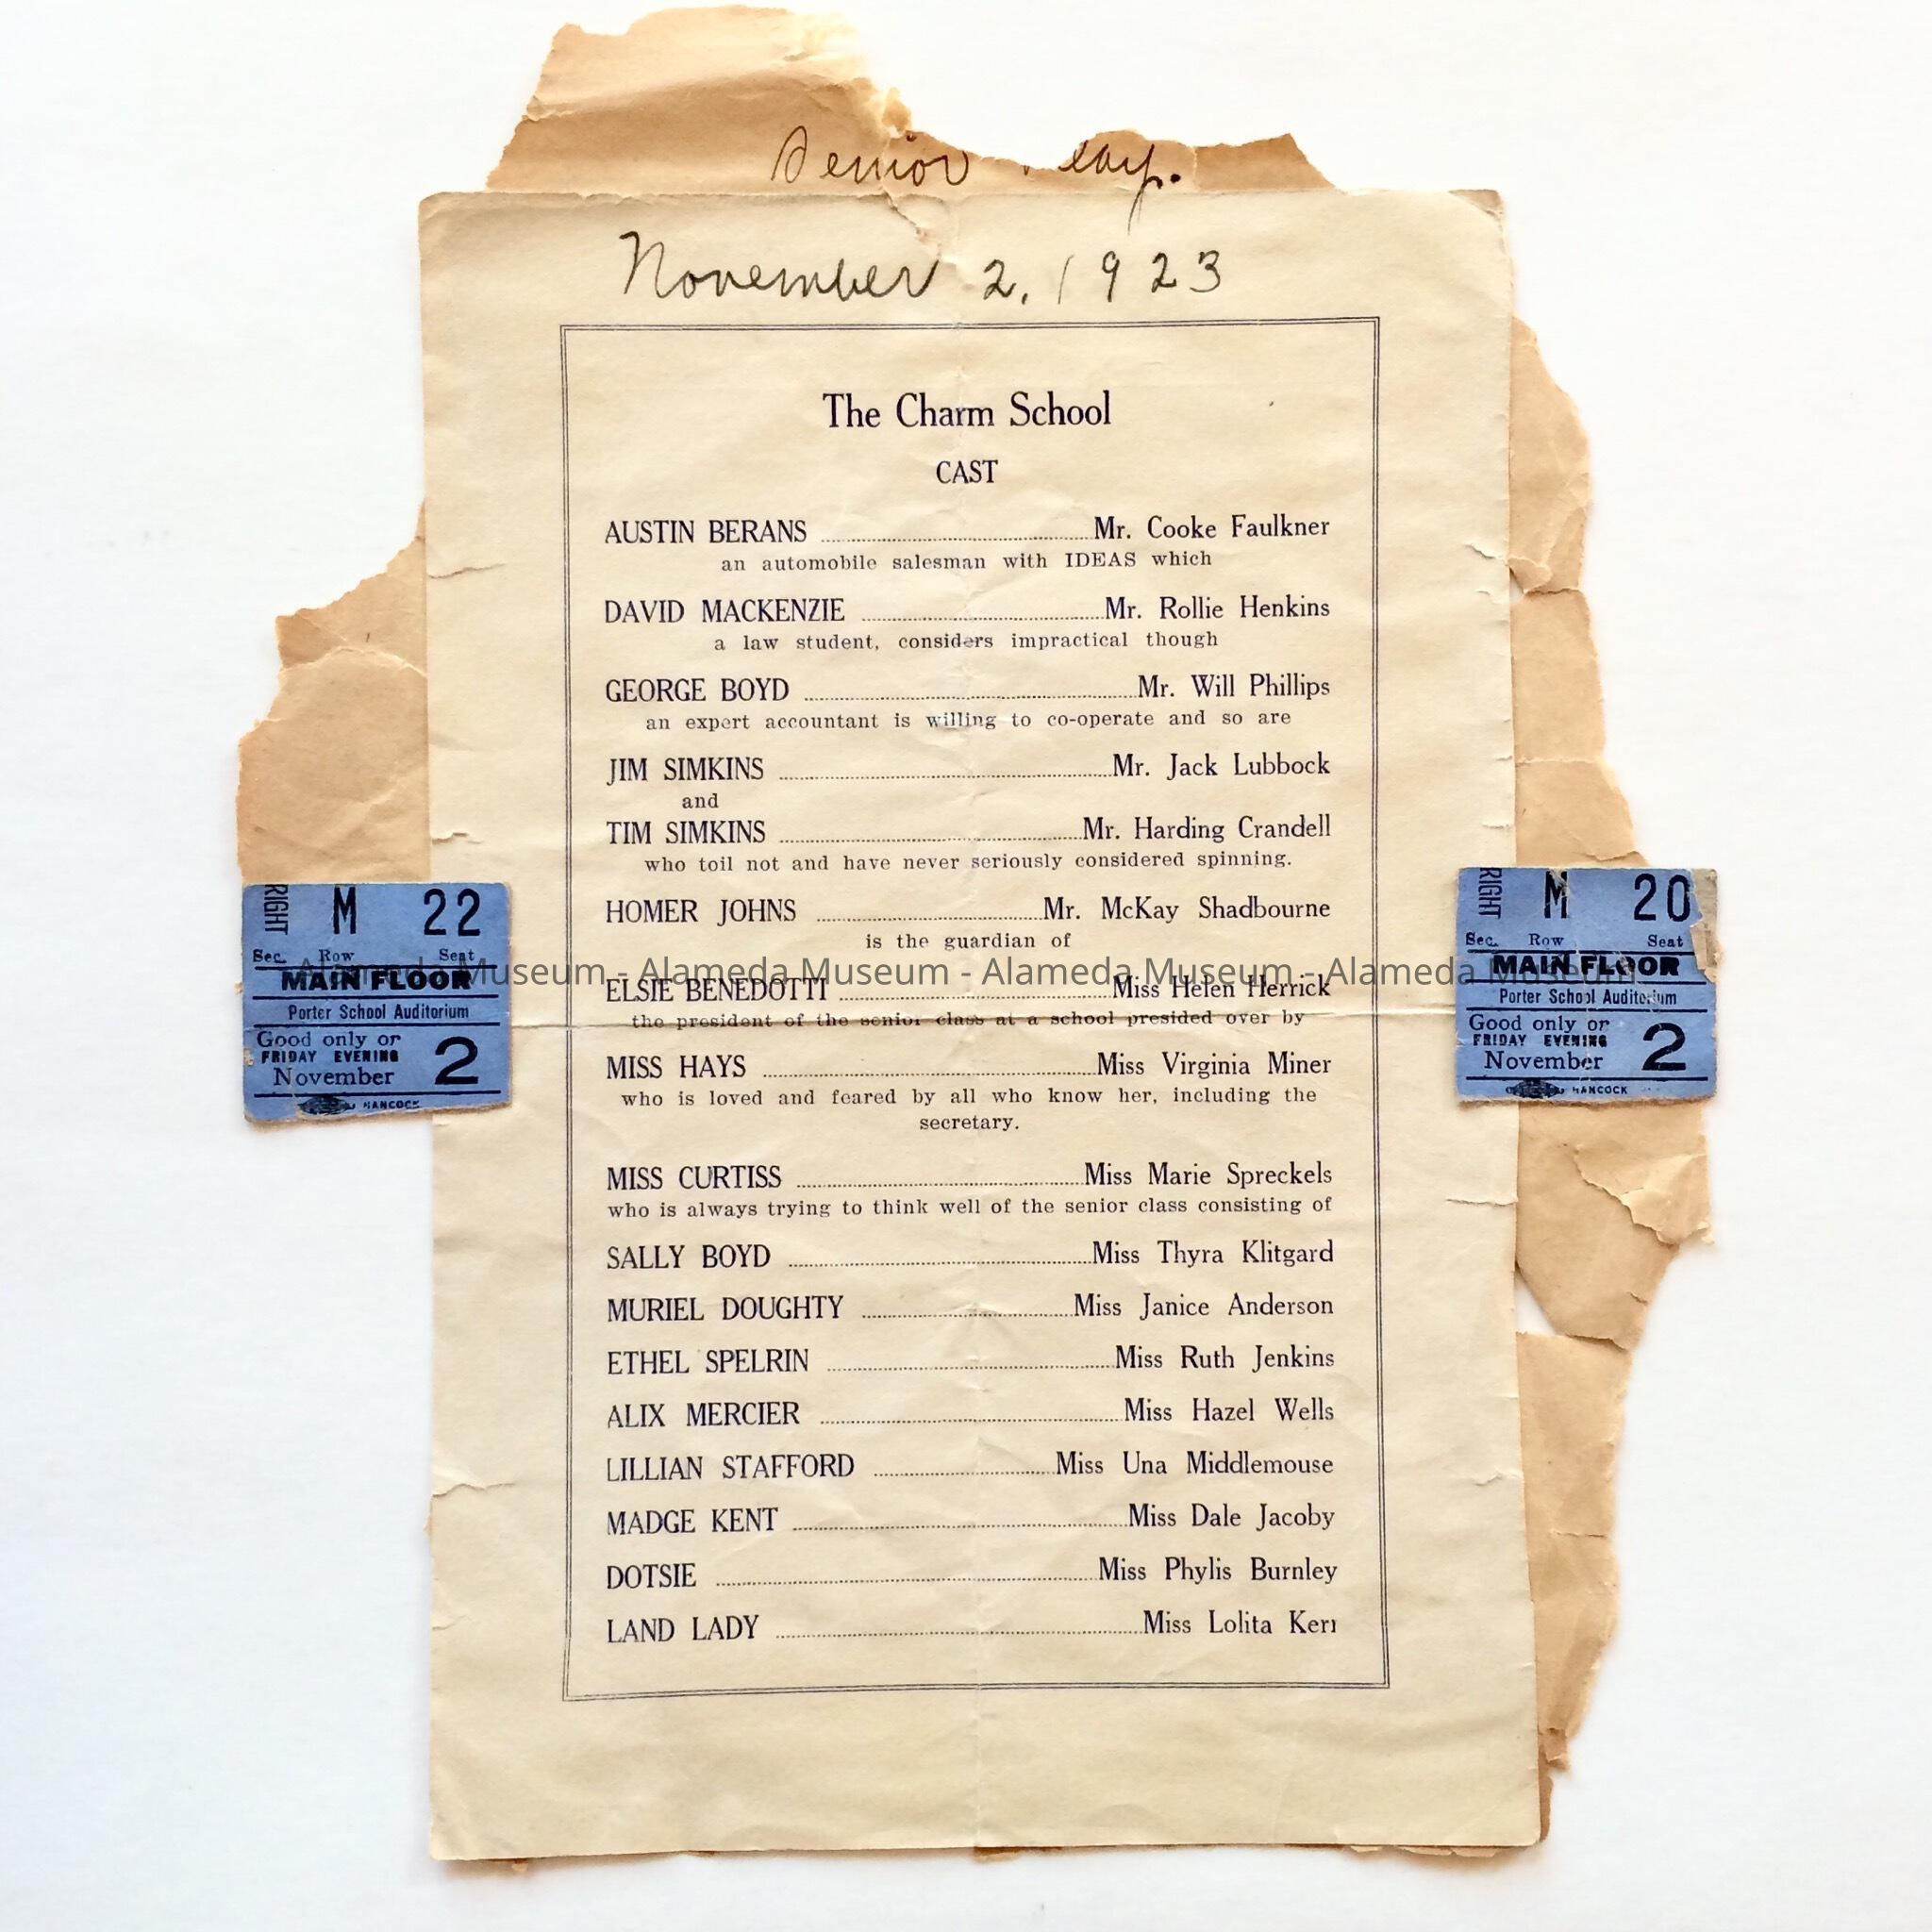 Senior
November 2, 1923
The Charm School
CAST
AUSTIN BERANS ........ Mr. Cooke Faulkner
an automobile salesman with IDEAS which
DAVID MACKENZIE ........ Mr. Rollie Henkins
a law student, considers impractical though
GEORGE BOYD ........ Mr. Will Phillips
an expert accountant is willing to co-operate and so are
JIM SIMKINS ........ Mr. Jack Lubbock
and
TIM SIMKINS ........ Mr. Harding Crandell
who toil not and have never seriously considered spinning.
HOMER JOHNS ........ Mr. McKay Shadbourne
is the guardian of
ELSIE BENEDOTTI ........ Miss Helen Herrick
the president of the senior class at a school presided over by
MISS HAYS ........ Miss Virginia Miner
who is loved and feared by all who know her, including the
secretary.
MISS CURTISS ........ Miss Marie Spreckels
who is always trying to think well of the senior class consisting of
SALLY BOYD ........ Miss Thyra Klitgard
MURIEL DOUGHTY ........ Miss Janice Anderson
ETHEL SPELRIN ........ Miss Ruth Jenkins
ALIX MERCIER ........ Miss Hazel Wells
LILLIAN STAFFORD ........ Miss Una Middlemouse
MADGE KENT ........ Miss Dale Jacoby
DOTSIE ........ Miss Phylis Burnley
LAND LADY ........ Miss Lolita Kerr
RIGHT M 22
Sec. Row Seat
MAIN FLOOR
Porter School Auditorium
Good only or
FRIDAY EVENING
November 2
HANCOCK
RIGHT M 20
Sec. Row Seat
MAIN FLOOR
Porter School Auditorium
Good only or
FRIDAY EVENING
November 2
HANCOCK
Alameda Museum - Alameda Museum - Alameda Museum - Alameda Museum